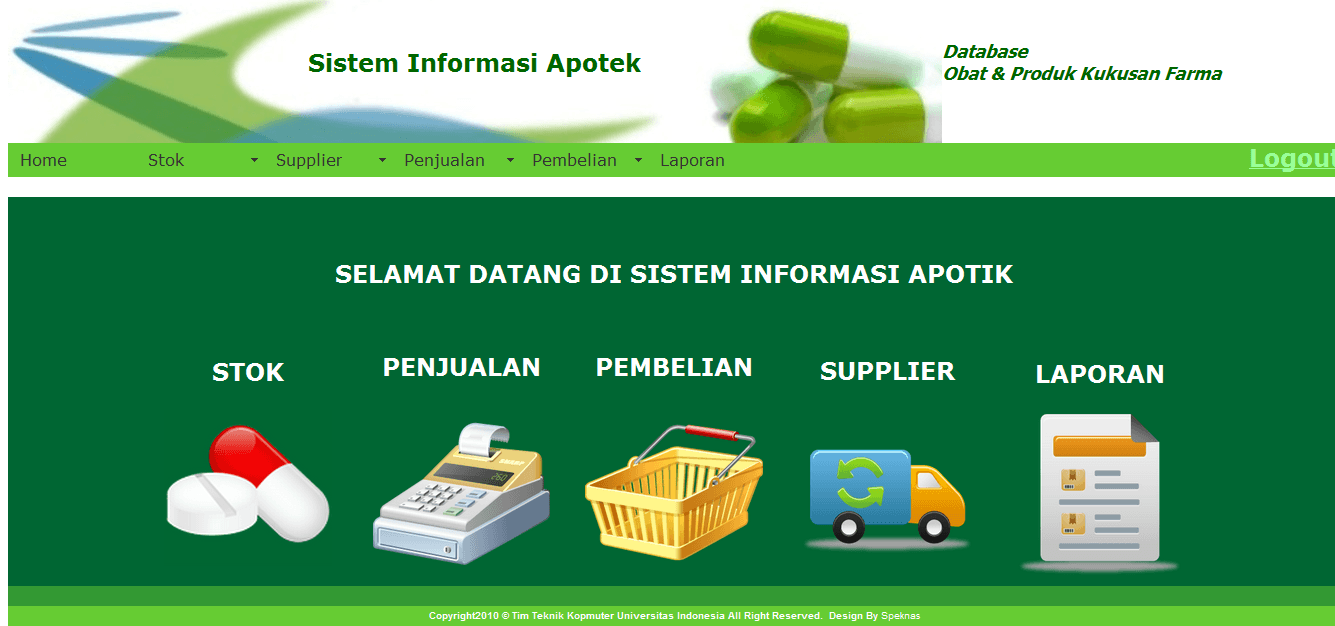 Sistem Informasi Apotek
Database
Obat & Produk Kukusan Farma
Home Stok Supplier Penjualan Pembelian Laporan Logout
SELAMAT DATANG DI SISTEM INFORMASI APOTIK
STOK PENJUALAN PEMBELIAN SUPPLIER LAPORAN
260
Copyright2010 © Tim Teknik Kopmuter Universitas Indonesia All Right Reserved. Design By Speknas